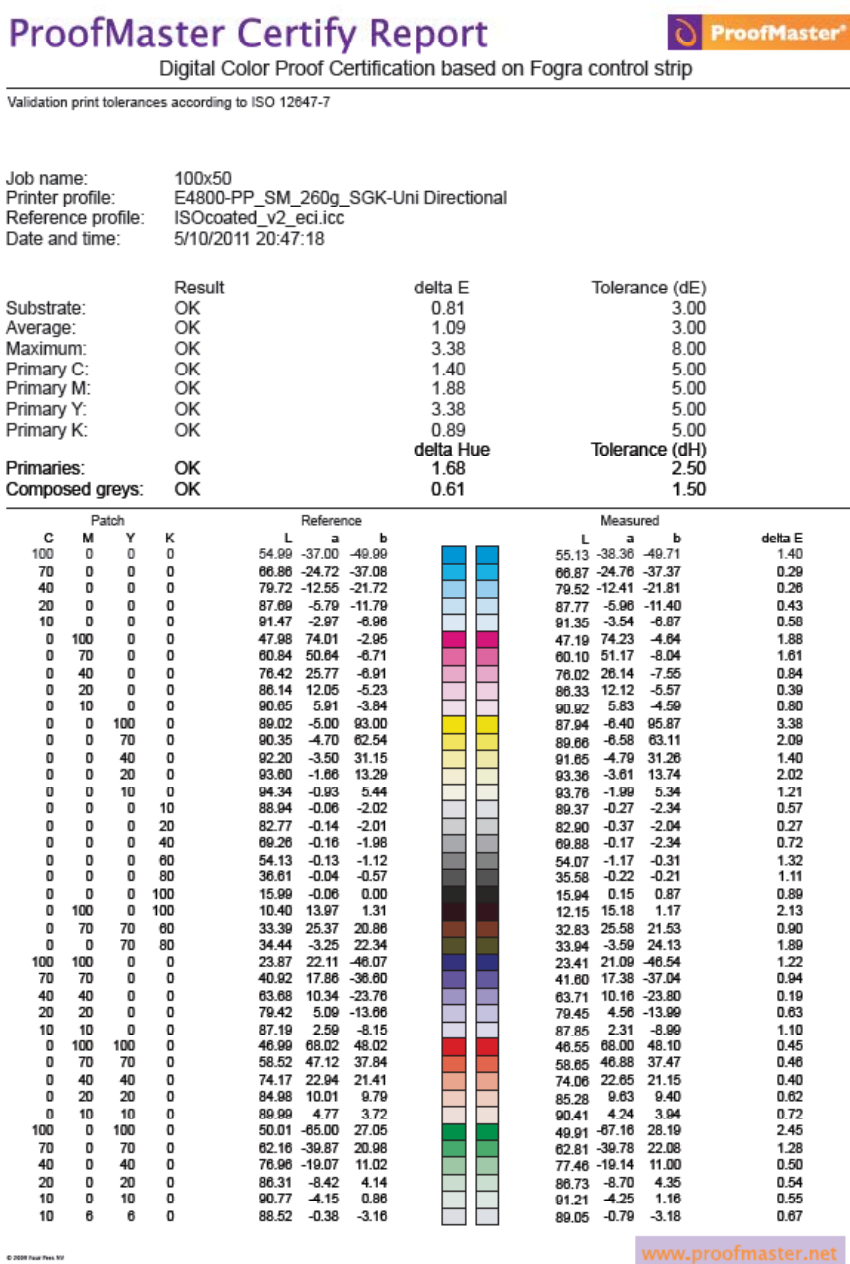 ProofMaster Certify Report
ProofMaster®
Digital Color Proof Certification based on Fogra control strip
Validation print tolerances according to ISO 12647-7
Job name: 100x50
Printer profile: E4800-PP_SM_260g_SGK-Uni Directional
Reference profile: ISOcoated_v2_eci.icc
Date and time: 5/10/2011 20:47:18
Result delta E Tolerance (dE)
Substrate: OK 0.81 3.00
Average: OK 1.09 3.00
Maximum: OK 3.38 8.00
Primary C: OK 1.40 5.00
Primary M: OK 1.88 5.00
Primary Y: OK 3.38 5.00
Primary K: OK 0.89 5.00
delta Hue Tolerance (dH)
Primaries: OK 1.68 2.50
Composed greys: OK 0.61 1.50
Patch Reference Measured
C M Y K L a b L a b delta E
100 0 0 0 54.99 -37.00 -49.99 55.13 -38.36 -49.71 1.40
70 0 0 0 66.86 -24.72 -37.08 66.87 -24.76 -37.37 0.29
40 0 0 0 79.72 -12.55 -21.72 79.52 -12.41 -21.81 0.26
20 0 0 0 87.69 -5.79 -11.79 87.77 -5.96 -11.40 0.43
10 0 0 0 91.47 -2.97 -6.96 91.35 -3.54 -6.87 0.58
0 100 0 0 47.98 74.01 -2.95 47.19 74.23 -4.64 1.88
0 70 0 0 60.84 50.64 -6.71 60.10 51.17 -8.04 1.61
0 40 0 0 76.42 25.77 -6.91 76.02 26.14 -7.55 0.84
0 20 0 0 86.14 12.05 -5.23 86.33 12.12 -5.57 0.39
0 10 0 0 90.65 5.91 -3.84 90.92 5.83 -4.59 0.80
0 0 100 0 89.02 -5.00 93.00 87.94 -6.40 95.87 3.38
0 0 70 0 90.35 -4.70 62.54 89.66 -6.58 63.11 2.09
0 0 40 0 92.20 -3.50 31.15 91.65 -4.79 31.26 1.40
0 0 20 0 93.60 -1.66 13.29 93.36 -3.61 13.74 2.02
0 0 10 0 94.34 -0.93 5.44 93.76 -1.99 5.34 1.21
0 0 0 10 88.94 -0.06 -2.02 89.37 -0.27 -2.34 0.57
0 0 0 20 82.77 -0.14 -2.01 82.90 -0.37 -2.04 0.27
0 0 0 40 69.26 -0.16 -1.98 69.88 -0.17 -2.34 0.72
0 0 0 60 54.13 -0.13 -1.12 54.07 -1.17 -0.31 1.32
0 0 0 80 36.61 -0.04 -0.57 35.58 -0.22 -0.21 1.11
0 0 0 100 15.99 -0.06 0.00 15.94 0.15 0.87 0.89
0 100 0 100 10.40 13.97 1.31 12.15 15.18 1.17 2.13
0 70 70 60 33.39 25.37 20.86 32.83 25.58 21.53 0.90
0 0 70 80 34.44 -3.25 22.34 33.94 -3.59 24.13 1.89
100 100 0 0 23.87 22.11 -46.07 23.41 21.09 -46.54 1.22
70 70 0 0 40.92 17.86 -36.60 41.60 17.38 -37.04 0.94
40 40 0 0 63.68 10.34 -23.76 63.71 10.16 -23.80 0.19
20 20 0 0 79.42 5.09 -13.66 79.45 4.56 -13.99 0.63
10 10 0 0 87.19 2.59 -8.15 87.85 2.31 -8.99 1.10
0 100 100 0 46.99 68.02 48.02 46.55 68.00 48.10 0.45
0 70 70 0 58.52 47.12 37.84 58.65 46.88 37.47 0.46
0 40 40 0 74.17 22.94 21.41 74.06 22.65 21.15 0.40
0 20 20 0 84.98 10.01 9.79 85.28 9.63 9.40 0.62
0 10 10 0 89.99 4.77 3.72 90.41 4.24 3.94 0.72
100 0 100 0 50.01 -65.00 27.05 49.91 -67.16 28.19 2.45
70 0 70 0 62.16 -39.87 20.98 62.81 -39.78 22.08 1.28
40 0 40 0 76.96 -19.07 11.02 77.46 -19.14 11.00 0.50
20 0 20 0 86.31 -8.42 4.14 86.73 -8.70 4.35 0.54
10 0 10 0 90.77 -4.15 0.86 91.21 -4.25 1.16 0.55
10 6 6 0 88.52 -0.38 -3.16 89.05 -0.79 -3.18 0.67
www.proofmaster.net